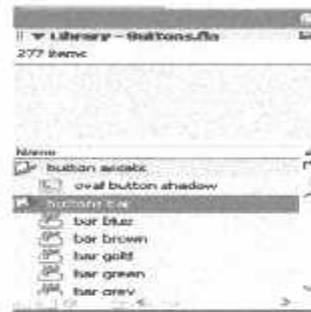 Library - Buttons.fla
277 items
Name
button assets
oval button shadow
buttons bar
bar blue
bar brown
bar gold
bar green
bar grey